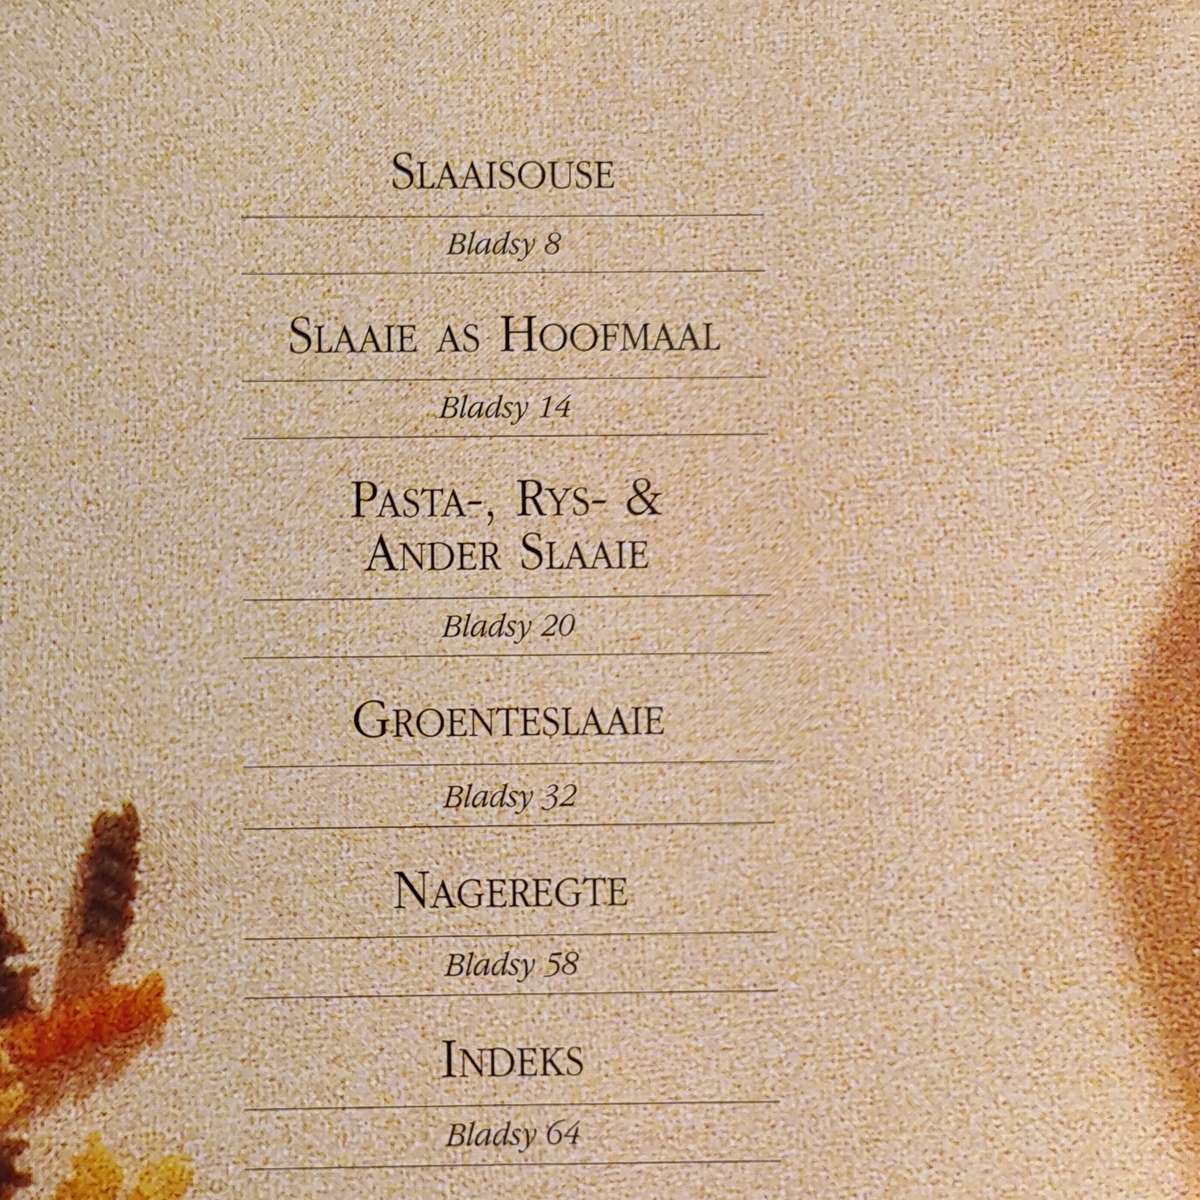 Slaaisouse
Bladsy 8
Slaaie as Hoofmaal
Bladsy 14
Pasta-, Rys- &
Ander Slaaie
Bladsy 20
Groenteslaaie
Bladsy 32
Nageregte
Bladsy 58
Indeks
Bladsy 64